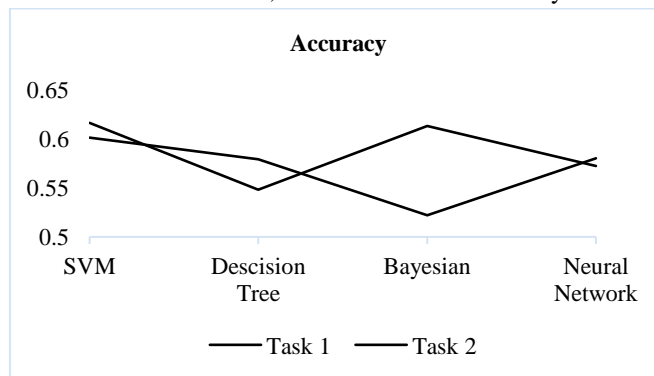 Accuracy
0.65
0.6
0.55
0.5
SVM
Descision
Tree
Bayesian
Neural
Network
Task 1
Task 2